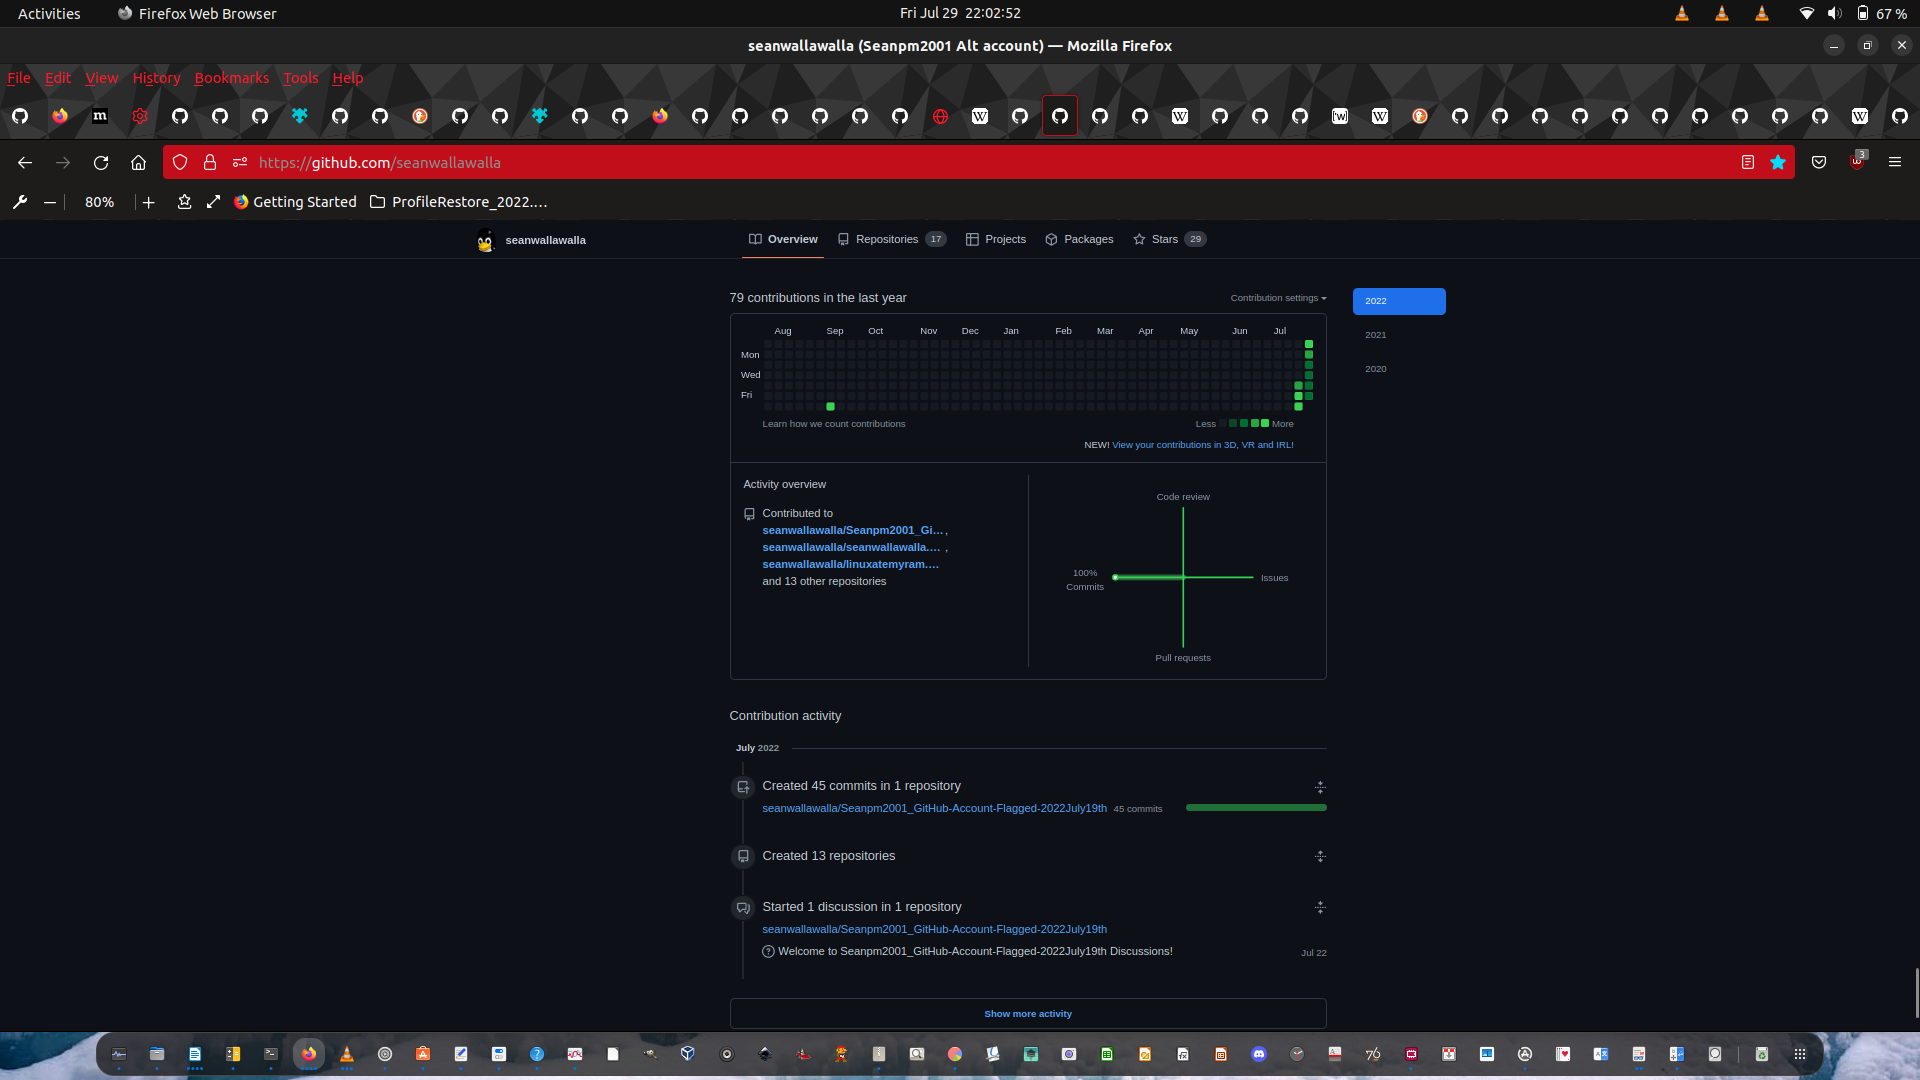 Activities
Firefox Web Browser
Fri Jul 29 22:02:52
67 %
seanwallawalla (Seanpm2001 Alt account) — Mozilla Firefox
File Edit View History Bookmarks Tools Help
https://github.com/seanwallawalla
3
80%
Getting Started
ProfileRestore_2022.…
seanwallawalla
Overview
Repositories 17
Projects
Packages
Stars 29
79 contributions in the last year
Contribution settings
2022
2021
2020
Aug Sep Oct Nov Dec Jan Feb Mar Apr May Jun Jul
Mon
Wed
Fri
Learn how we count contributions
Less More
NEW! View your contributions in 3D, VR and IRL!
Activity overview
Contributed to
seanwallawalla/Seanpm2001_Gi… ,
seanwallawalla/seanwallawalla.… ,
seanwallawalla/linuxatemyram.…
and 13 other repositories
Code review
100%
Commits
Issues
Pull requests
Contribution activity
July 2022
Created 45 commits in 1 repository
seanwallawalla/Seanpm2001_GitHub-Account-Flagged-2022July19th 45 commits
Created 13 repositories
Started 1 discussion in 1 repository
seanwallawalla/Seanpm2001_GitHub-Account-Flagged-2022July19th
Welcome to Seanpm2001_GitHub-Account-Flagged-2022July19th Discussions!
Jul 22
Show more activity